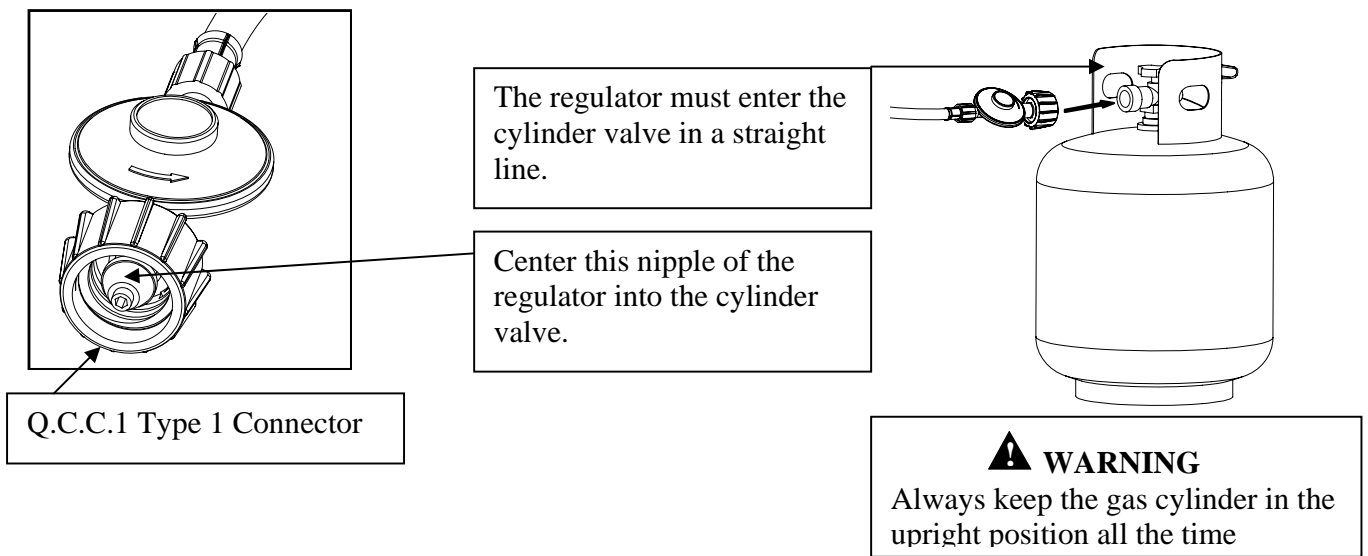 The regulator must enter the
cylinder valve in a straight
line.
Center this nipple of the
regulator into the cylinder
valve.
Q.C.C.1 Type 1 Connector
WARNING
Always keep the gas cylinder in the
upright position all the time